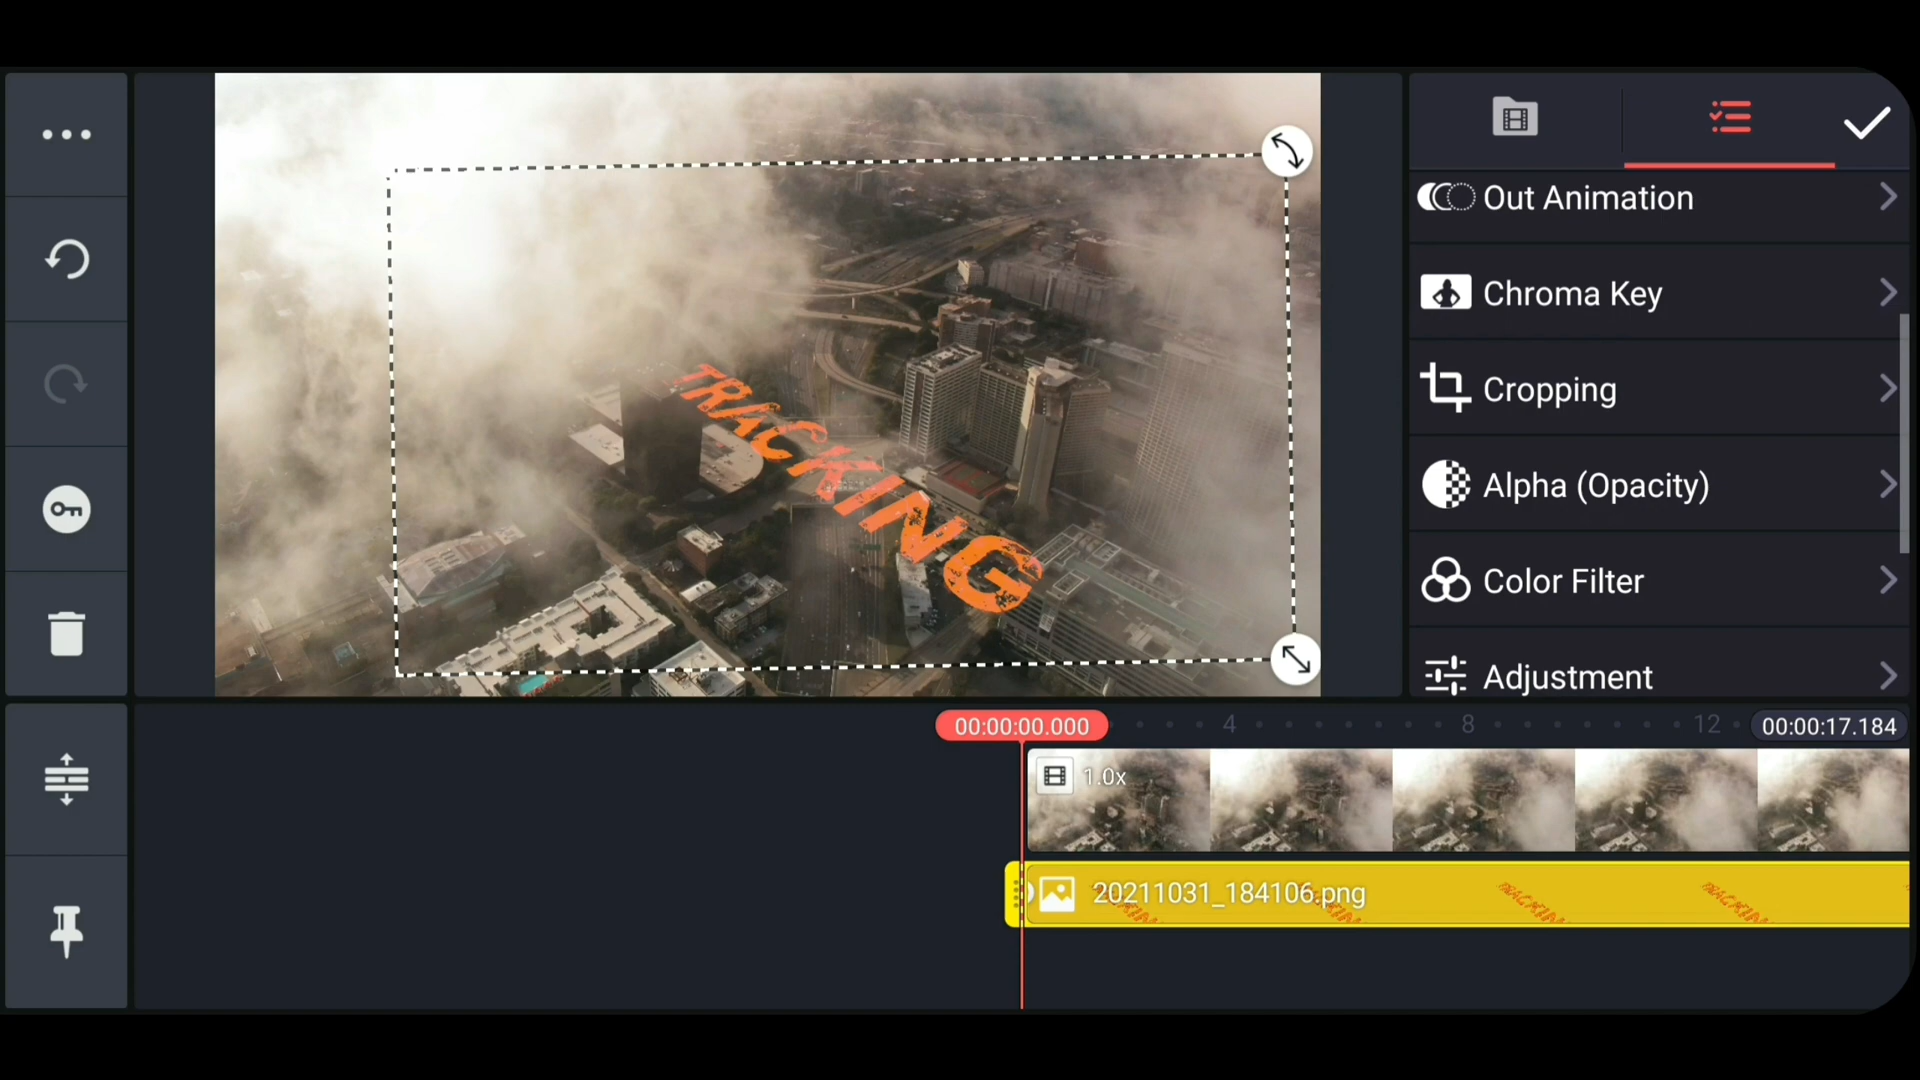 Out Animation
Chroma Key
Cropping
Alpha (Opacity)
Color Filter
Adjustment
TRACKING
00:00:00.000
4
8
12
00:00:17.184
1.0x
20211031_184106.png